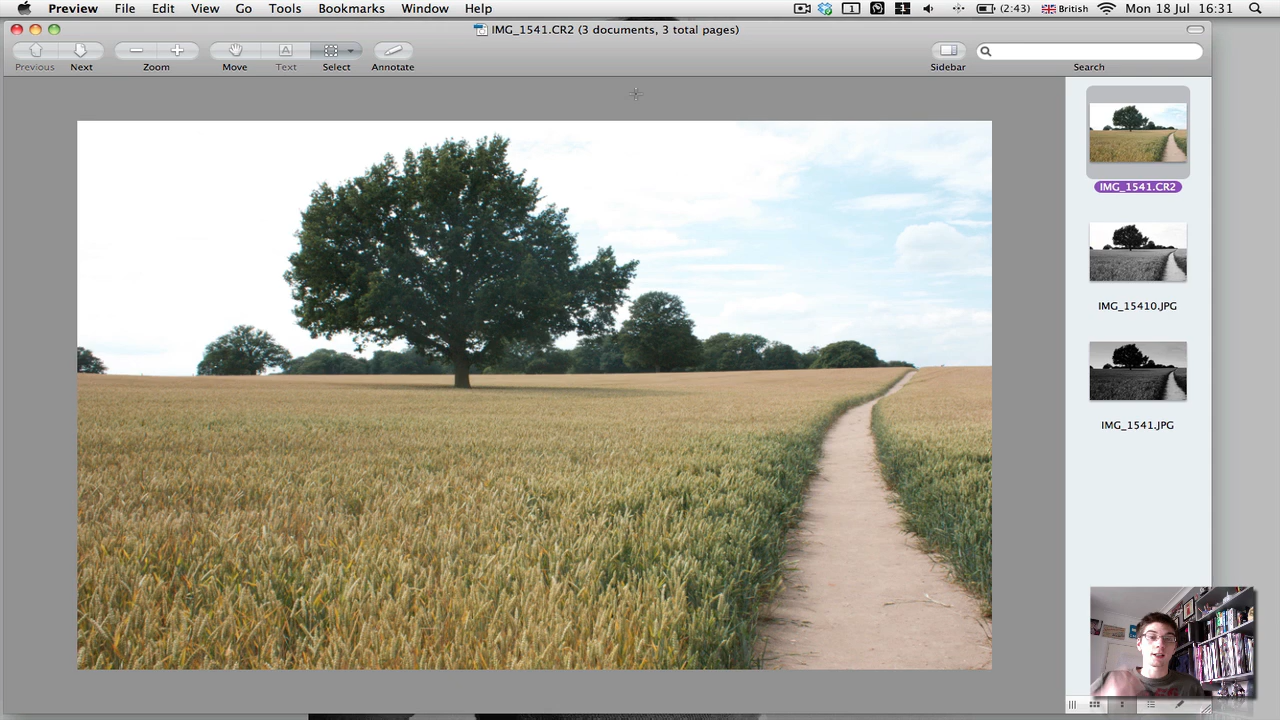 Preview File Edit View Go Tools Bookmarks Window Help 1 1 (2:43) British Mon 18 Jul 16:31
IMG_1541.CR2 (3 documents, 3 total pages)
Previous Next Zoom Move Text Select Annotate Sidebar Search
IMG_1541.CR2
IMG_15410.JPG
IMG_1541.JPG